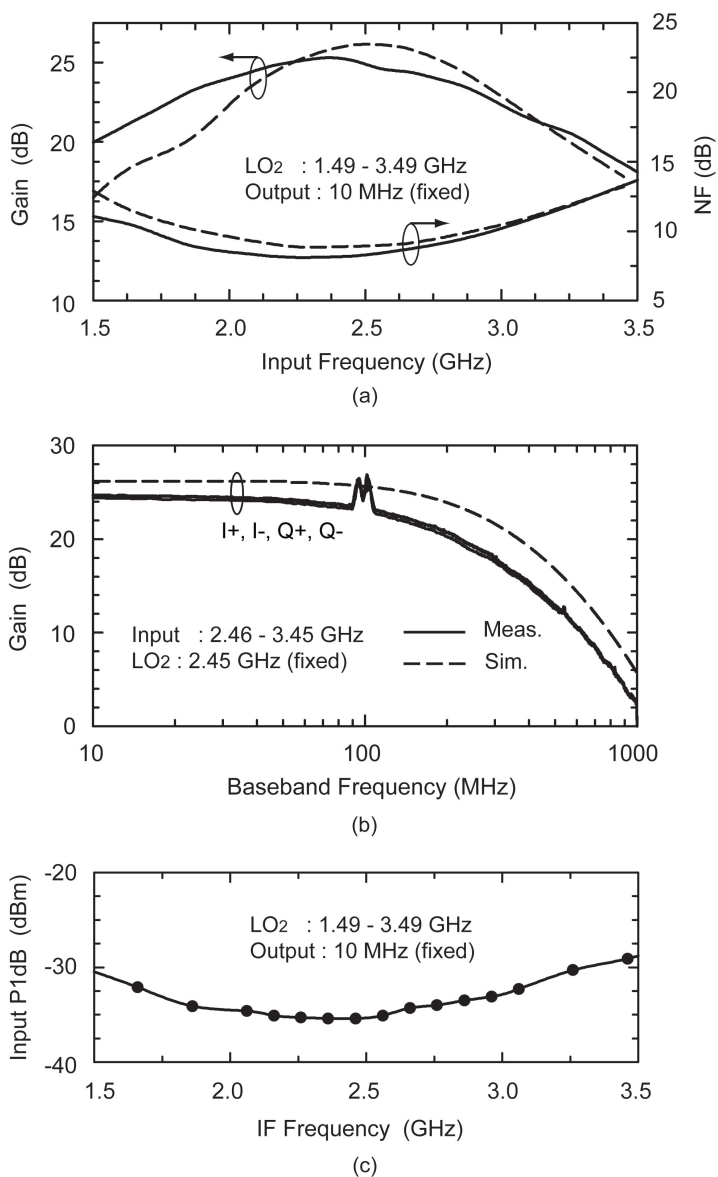 25
20
15
10
Gain (dB)
25
20
15
10
5
NF (dB)
LO2 : 1.49 - 3.49 GHz
Output : 10 MHz (fixed)
1.5 2.0 2.5 3.0 3.5
Input Frequency (GHz)
(a)
30
20
10
0
Gain (dB)
I+, I-, Q+, Q-
Input : 2.46 - 3.45 GHz
LO2 : 2.45 GHz (fixed)
Meas.
Sim.
10 100 1000
Baseband Frequency (MHz)
(b)
-20
-30
-40
Input P1dB (dBm)
LO2 : 1.49 - 3.49 GHz
Output : 10 MHz (fixed)
1.5 2.0 2.5 3.0 3.5
IF Frequency (GHz)
(c)